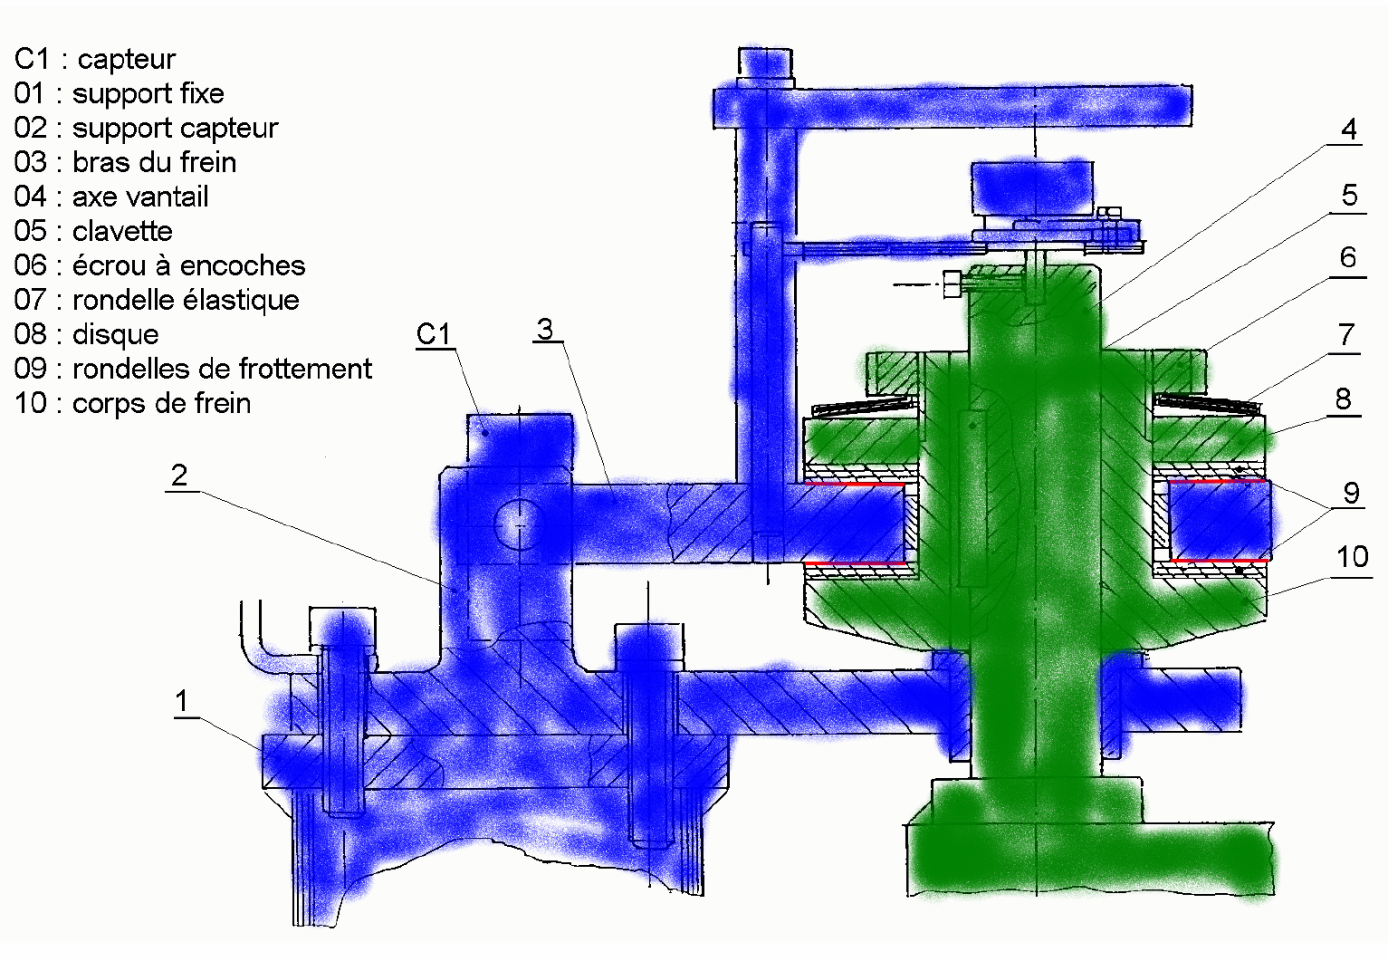 C1 : capteur
01 : support fixe
02 : support capteur
03 : bras du frein
04 : axe vantail
05 : clavette
06 : écrou à encoches
07 : rondelle élastique
08 : disque
09 : rondelles de frottement
10 : corps de frein
4
5
6
7
8
9
10
C1
3
2
1